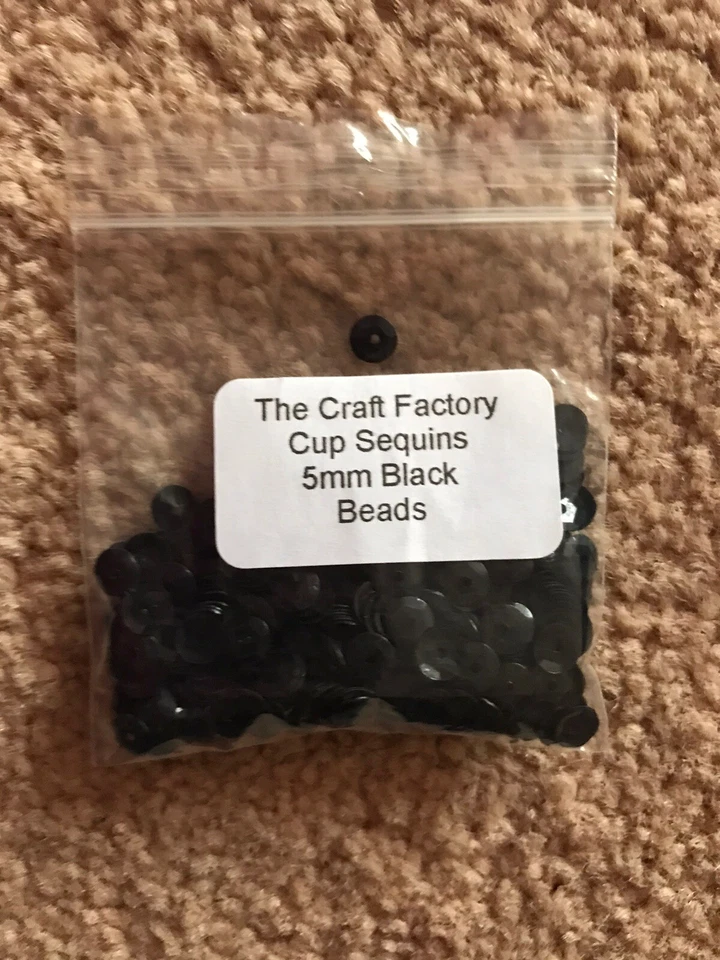 The Craft Factory
Cup Sequins
5mm Black
Beads